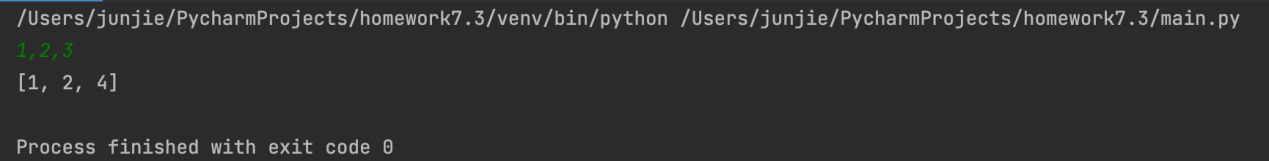 /Users/junjie/PycharmProjects/homework7.3/venv/bin/python /Users/junjie/PycharmProjects/homework7.3/main.py
1,2,3
[1, 2, 4]
Process finished with exit code 0